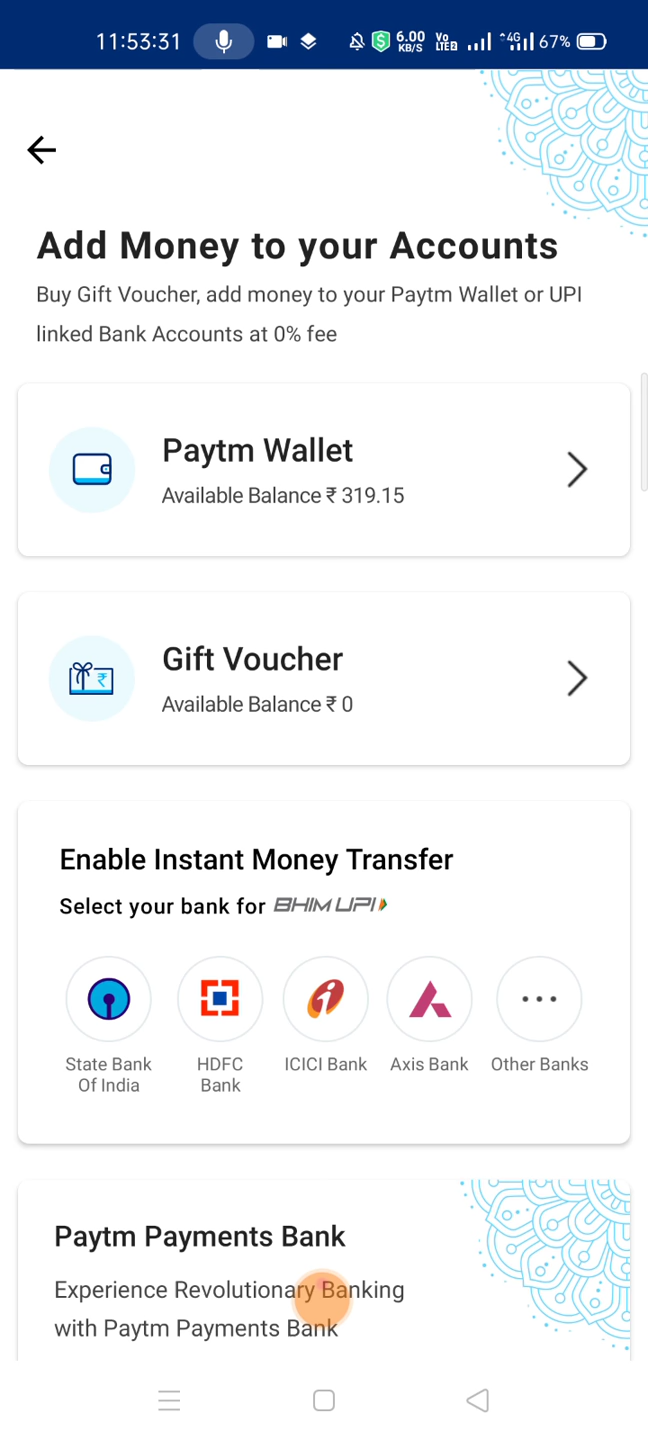 11:53:31 6.00 KB/S Vo LTE2 4G 67%
Add Money to your Accounts
Buy Gift Voucher, add money to your Paytm Wallet or UPI
linked Bank Accounts at 0% fee
Paytm Wallet
Available Balance ₹ 319.15
Gift Voucher
Available Balance ₹ 0
Enable Instant Money Transfer
Select your bank for BHIM UPI
State Bank Of India
HDFC Bank
ICICI Bank
Axis Bank
Other Banks
Paytm Payments Bank
Experience Revolutionary Banking
with Paytm Payments Bank